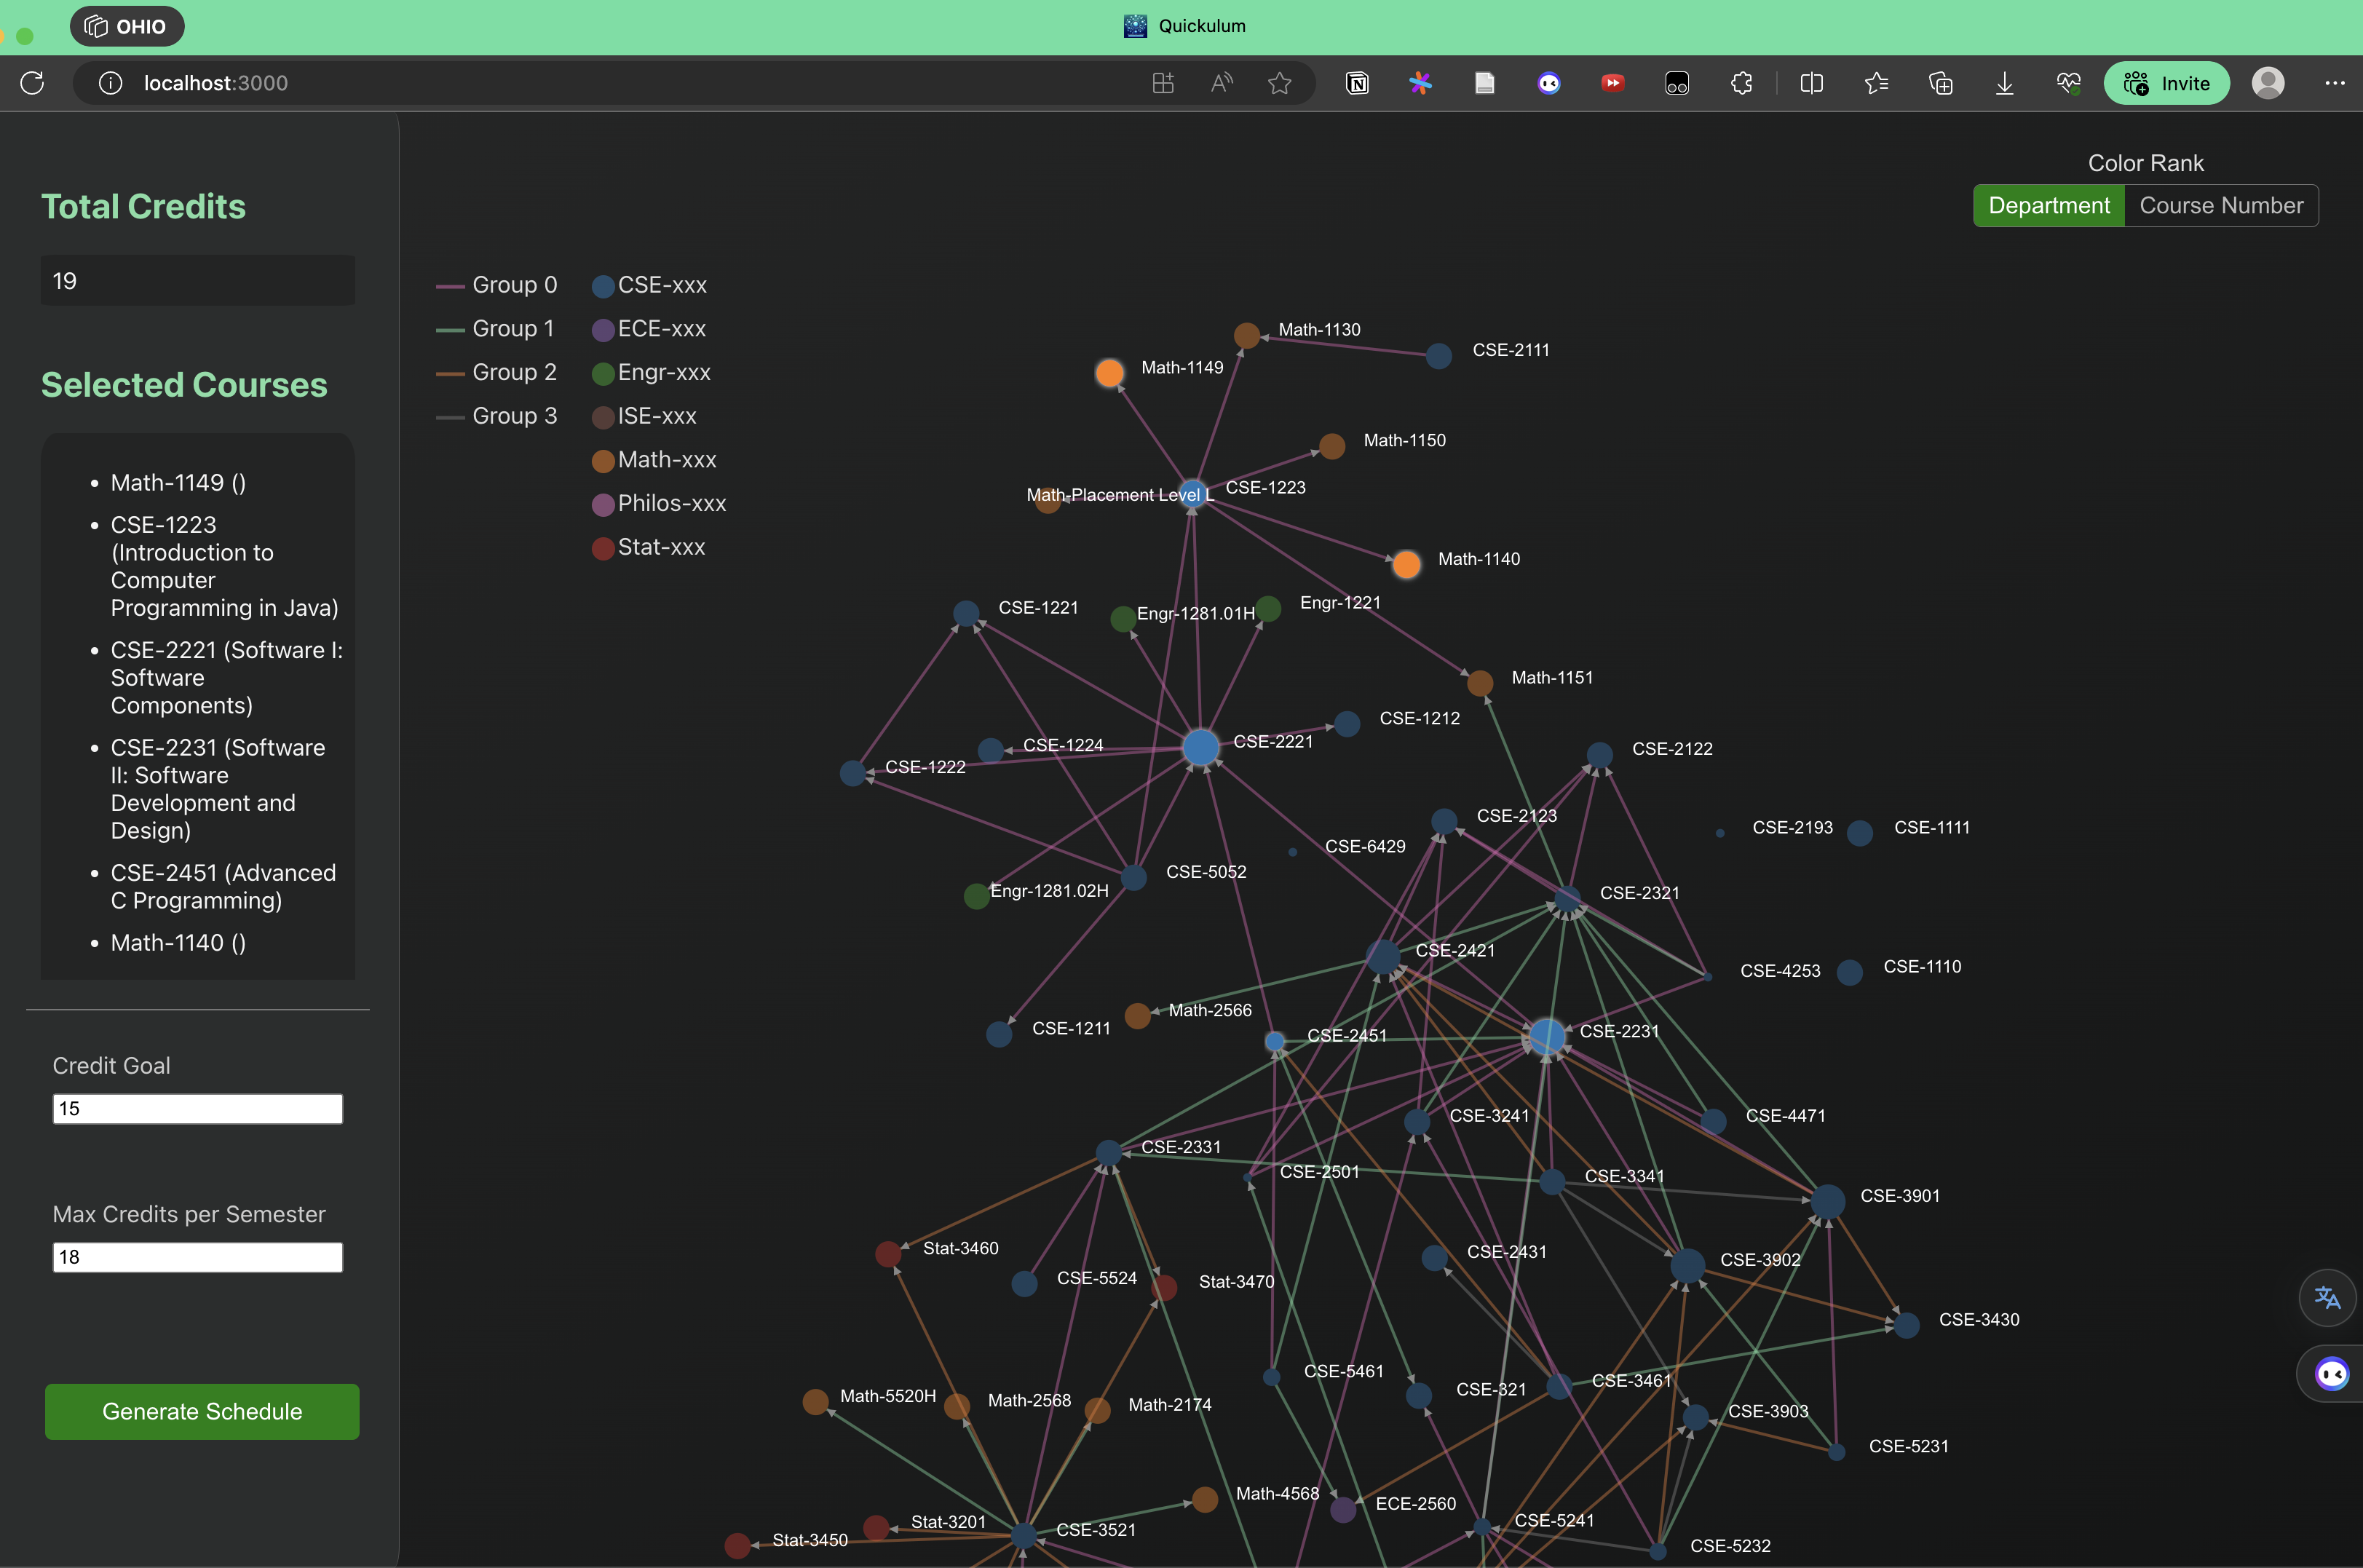 OHIO
Quickulum
localhost:3000
Invite
Total Credits
19
Selected Courses
Math-1149 ()
CSE-1223
(Introduction to
Computer
Programming in Java)
CSE-2221 (Software I:
Software
Components)
CSE-2231 (Software
II: Software
Development and
Design)
CSE-2451 (Advanced
C Programming)
Math-1140 ()
Credit Goal
15
Max Credits per Semester
18
Generate Schedule
Color Rank
Department
Course Number
Group 0
Group 1
Group 2
Group 3
CSE-xxx
ECE-xxx
Engr-xxx
ISE-xxx
Math-xxx
Philos-xxx
Stat-xxx
Math-1130
CSE-2111
Math-1149
Math-1150
Math-Placement Level L
CSE-1223
Math-1140
CSE-1221
Engr-1281.01H
Engr-1221
Math-1151
CSE-1212
CSE-1224
CSE-2221
CSE-1222
CSE-2122
CSE-2123
CSE-2193
CSE-1111
CSE-6429
CSE-5052
Engr-1281.02H
CSE-2321
CSE-2421
CSE-4253
CSE-1110
Math-2566
CSE-1211
CSE-2451
CSE-2231
CSE-3241
CSE-4471
CSE-2331
CSE-2501
CSE-3341
CSE-3901
Stat-3460
CSE-5524
Stat-3470
CSE-2431
CSE-3902
CSE-3430
CSE-5461
CSE-321
CSE-3461
Math-5520H
Math-2568
Math-2174
CSE-3903
CSE-5231
Math-4568
ECE-2560
Stat-3201
CSE-3521
CSE-5241
Stat-3450
CSE-5232